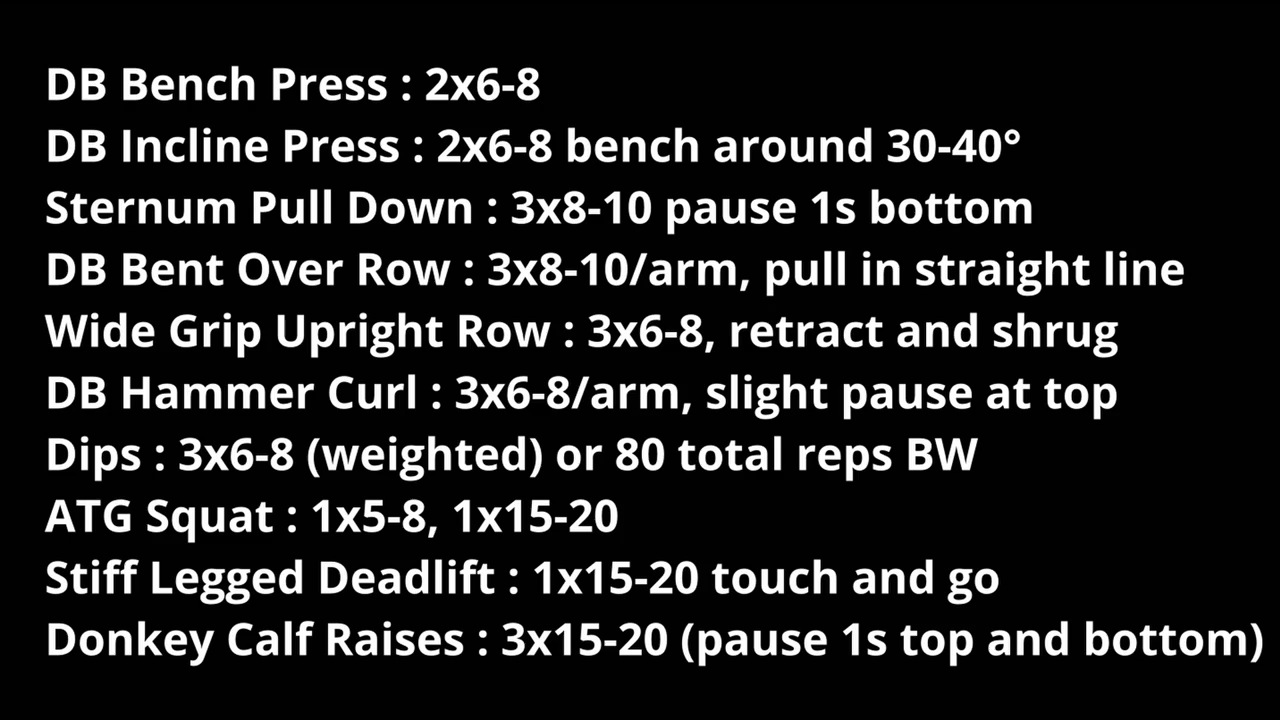 DB Bench Press : 2x6-8
DB Incline Press : 2x6-8 bench around 30-40°
Sternum Pull Down : 3x8-10 pause 1s bottom
DB Bent Over Row : 3x8-10/arm, pull in straight line
Wide Grip Upright Row : 3x6-8, retract and shrug
DB Hammer Curl : 3x6-8/arm, slight pause at top
Dips : 3x6-8 (weighted) or 80 total reps BW
ATG Squat : 1x5-8, 1x15-20
Stiff Legged Deadlift : 1x15-20 touch and go
Donkey Calf Raises : 3x15-20 (pause 1s top and bottom)